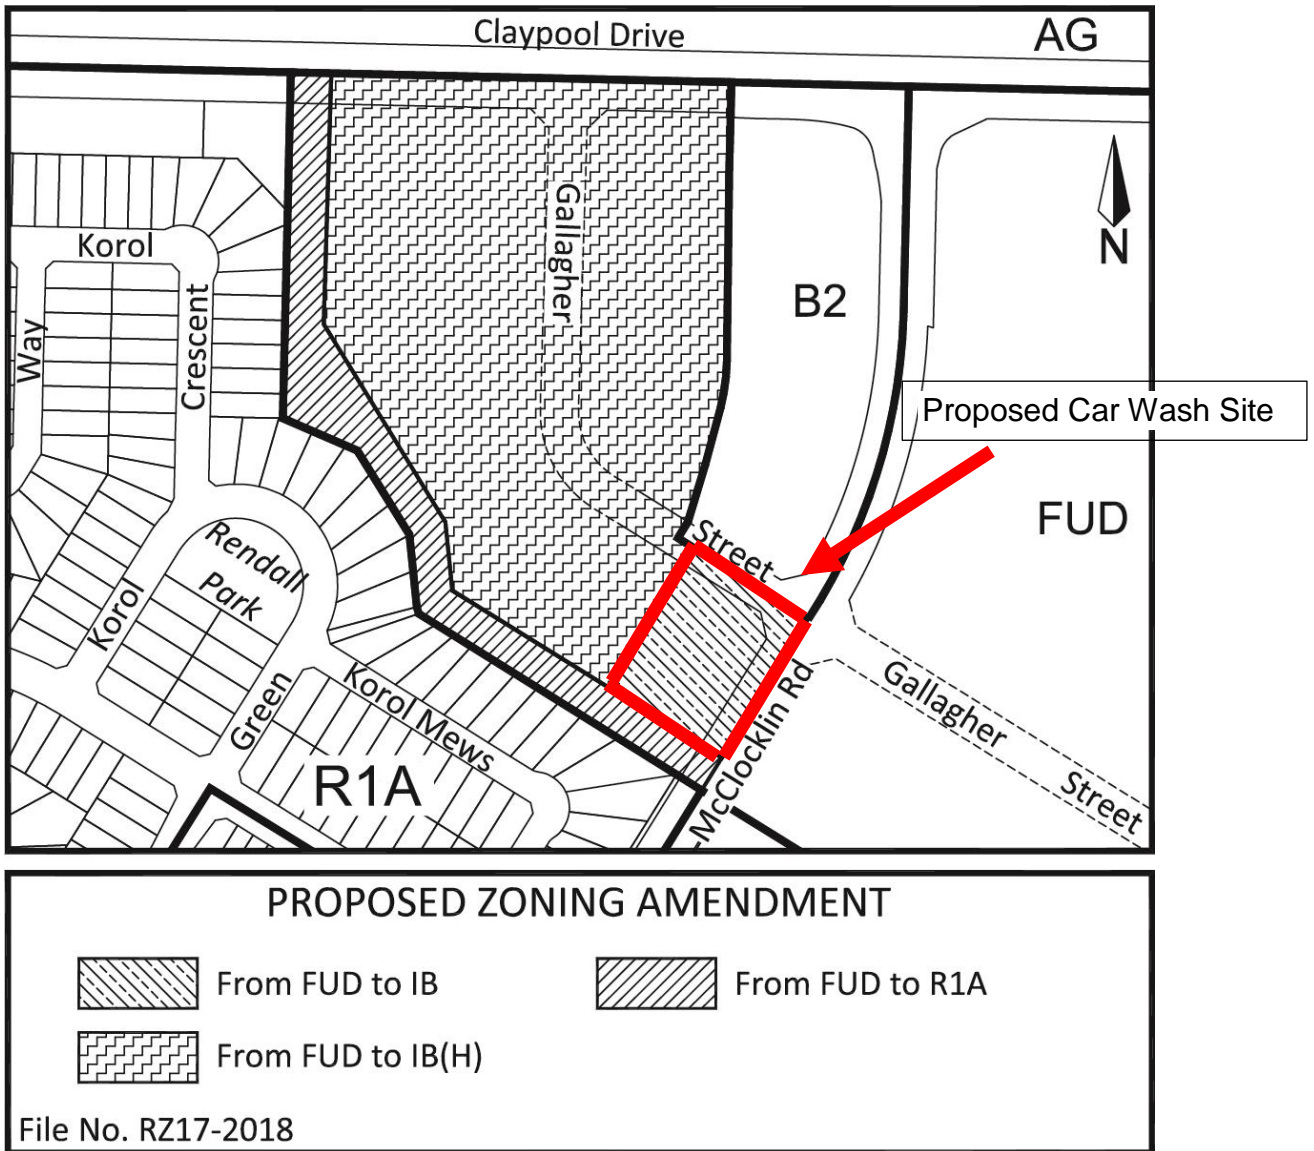 Claypool Drive
AG
Gallagher
N
Korol
B2
Way
Crescent
Proposed Car Wash Site
FUD
Street
Rendall
Park
Korol
Green
Korol Mews
McClocklin Rd
Gallagher
Street
R1A
PROPOSED ZONING AMENDMENT
From FUD to IB
From FUD to R1A
From FUD to IB(H)
File No. RZ17-2018